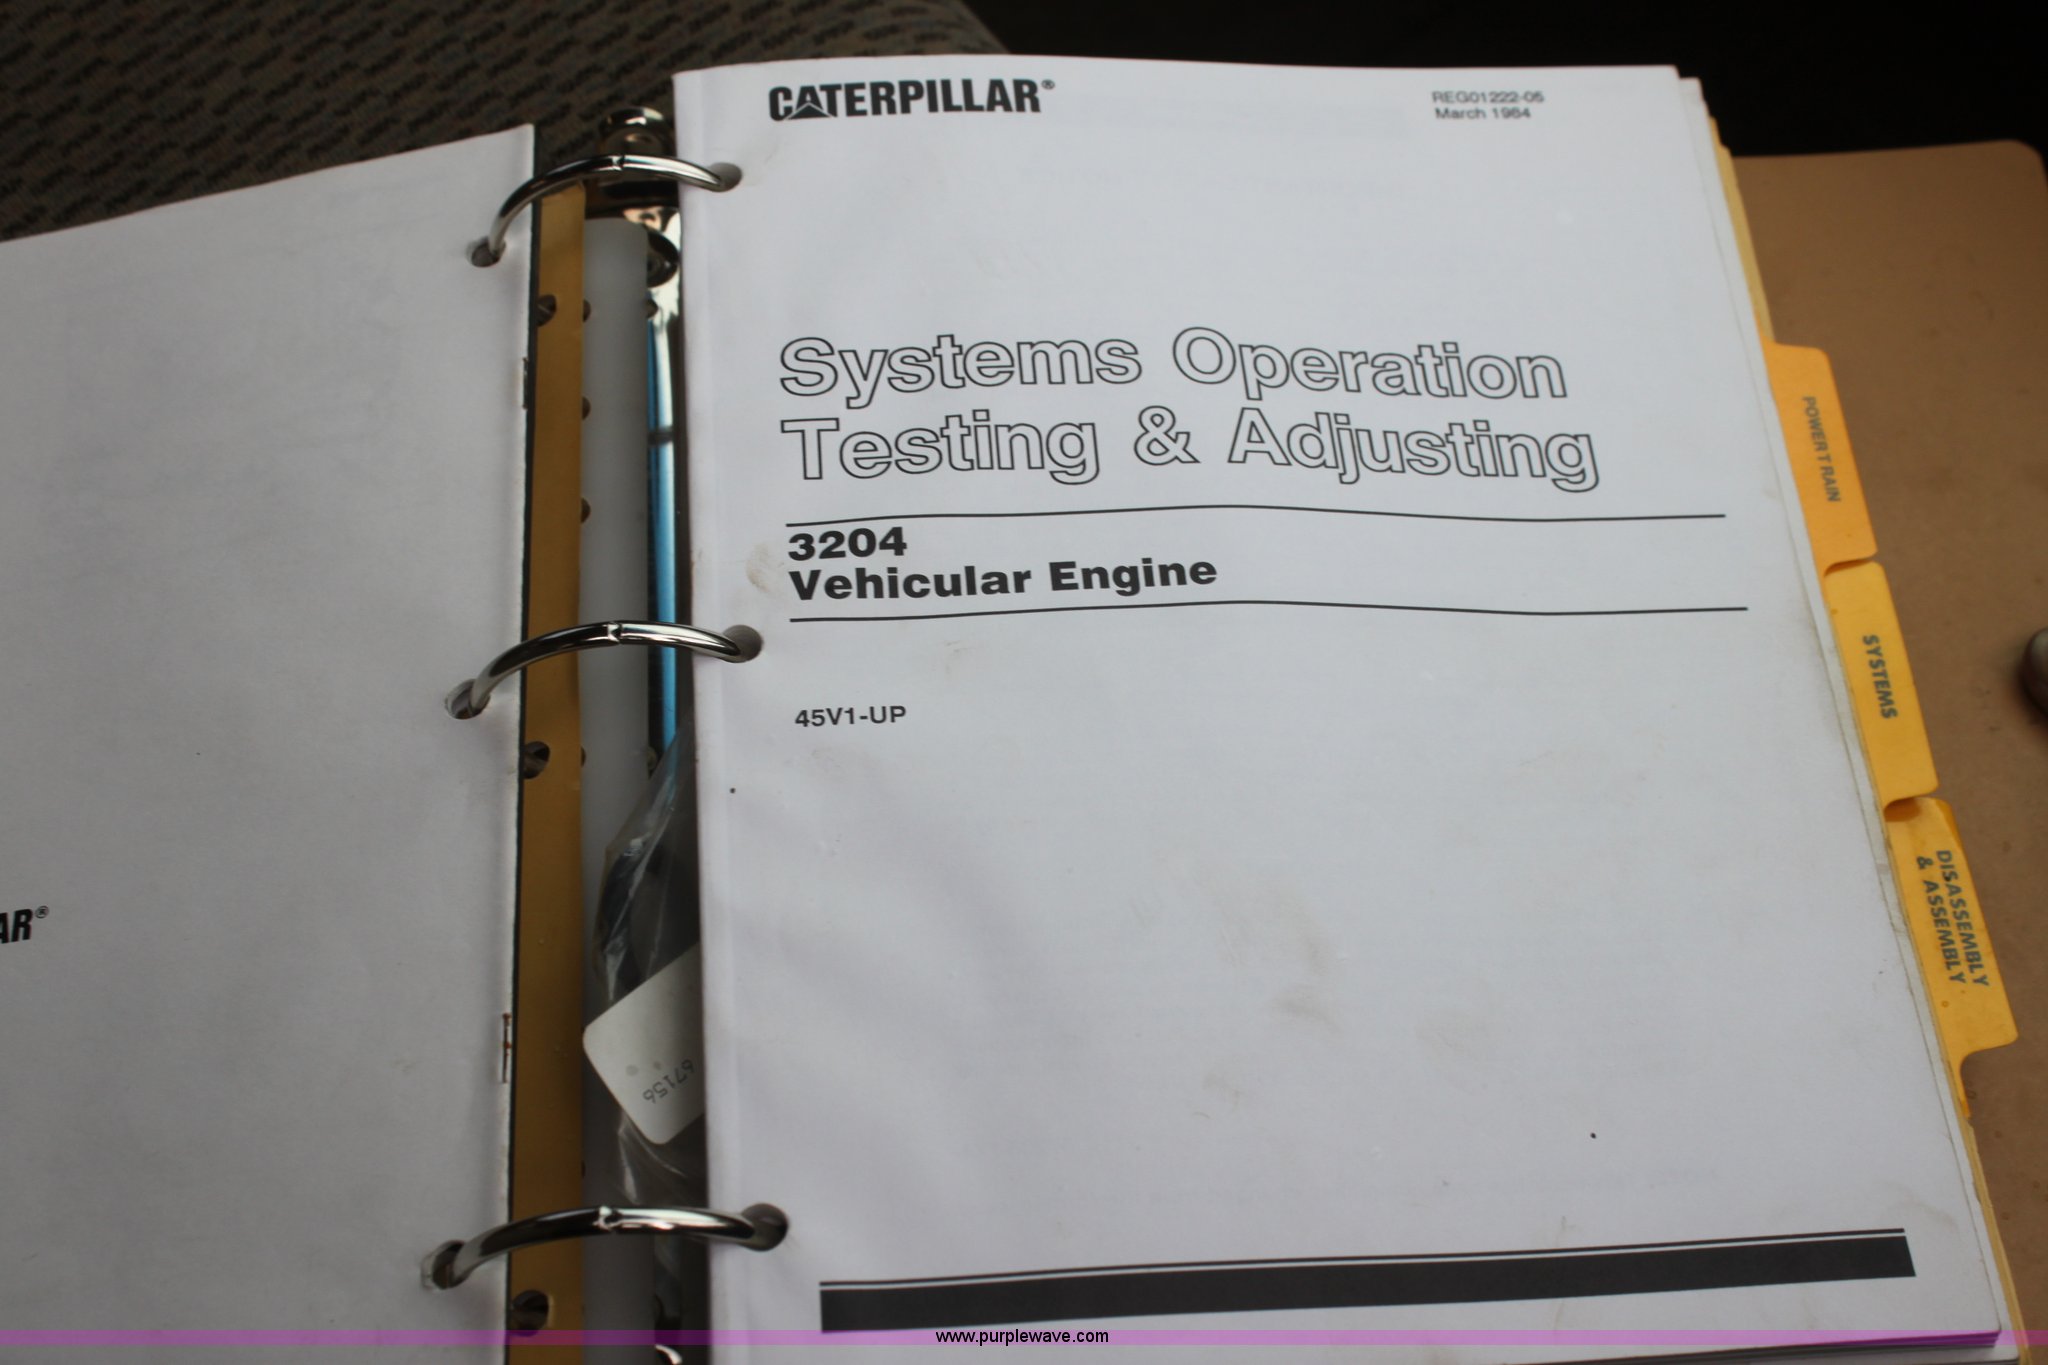 AR®
CATERPILLAR®
REG01222-05
March 1984
Systems Operation
Testing & Adjusting
3204
Vehicular Engine
45V1-UP
POWER TRAIN
SYSTEMS
DISASSEMBLY
& ASSEMBLY
67156
www.purplewave.com